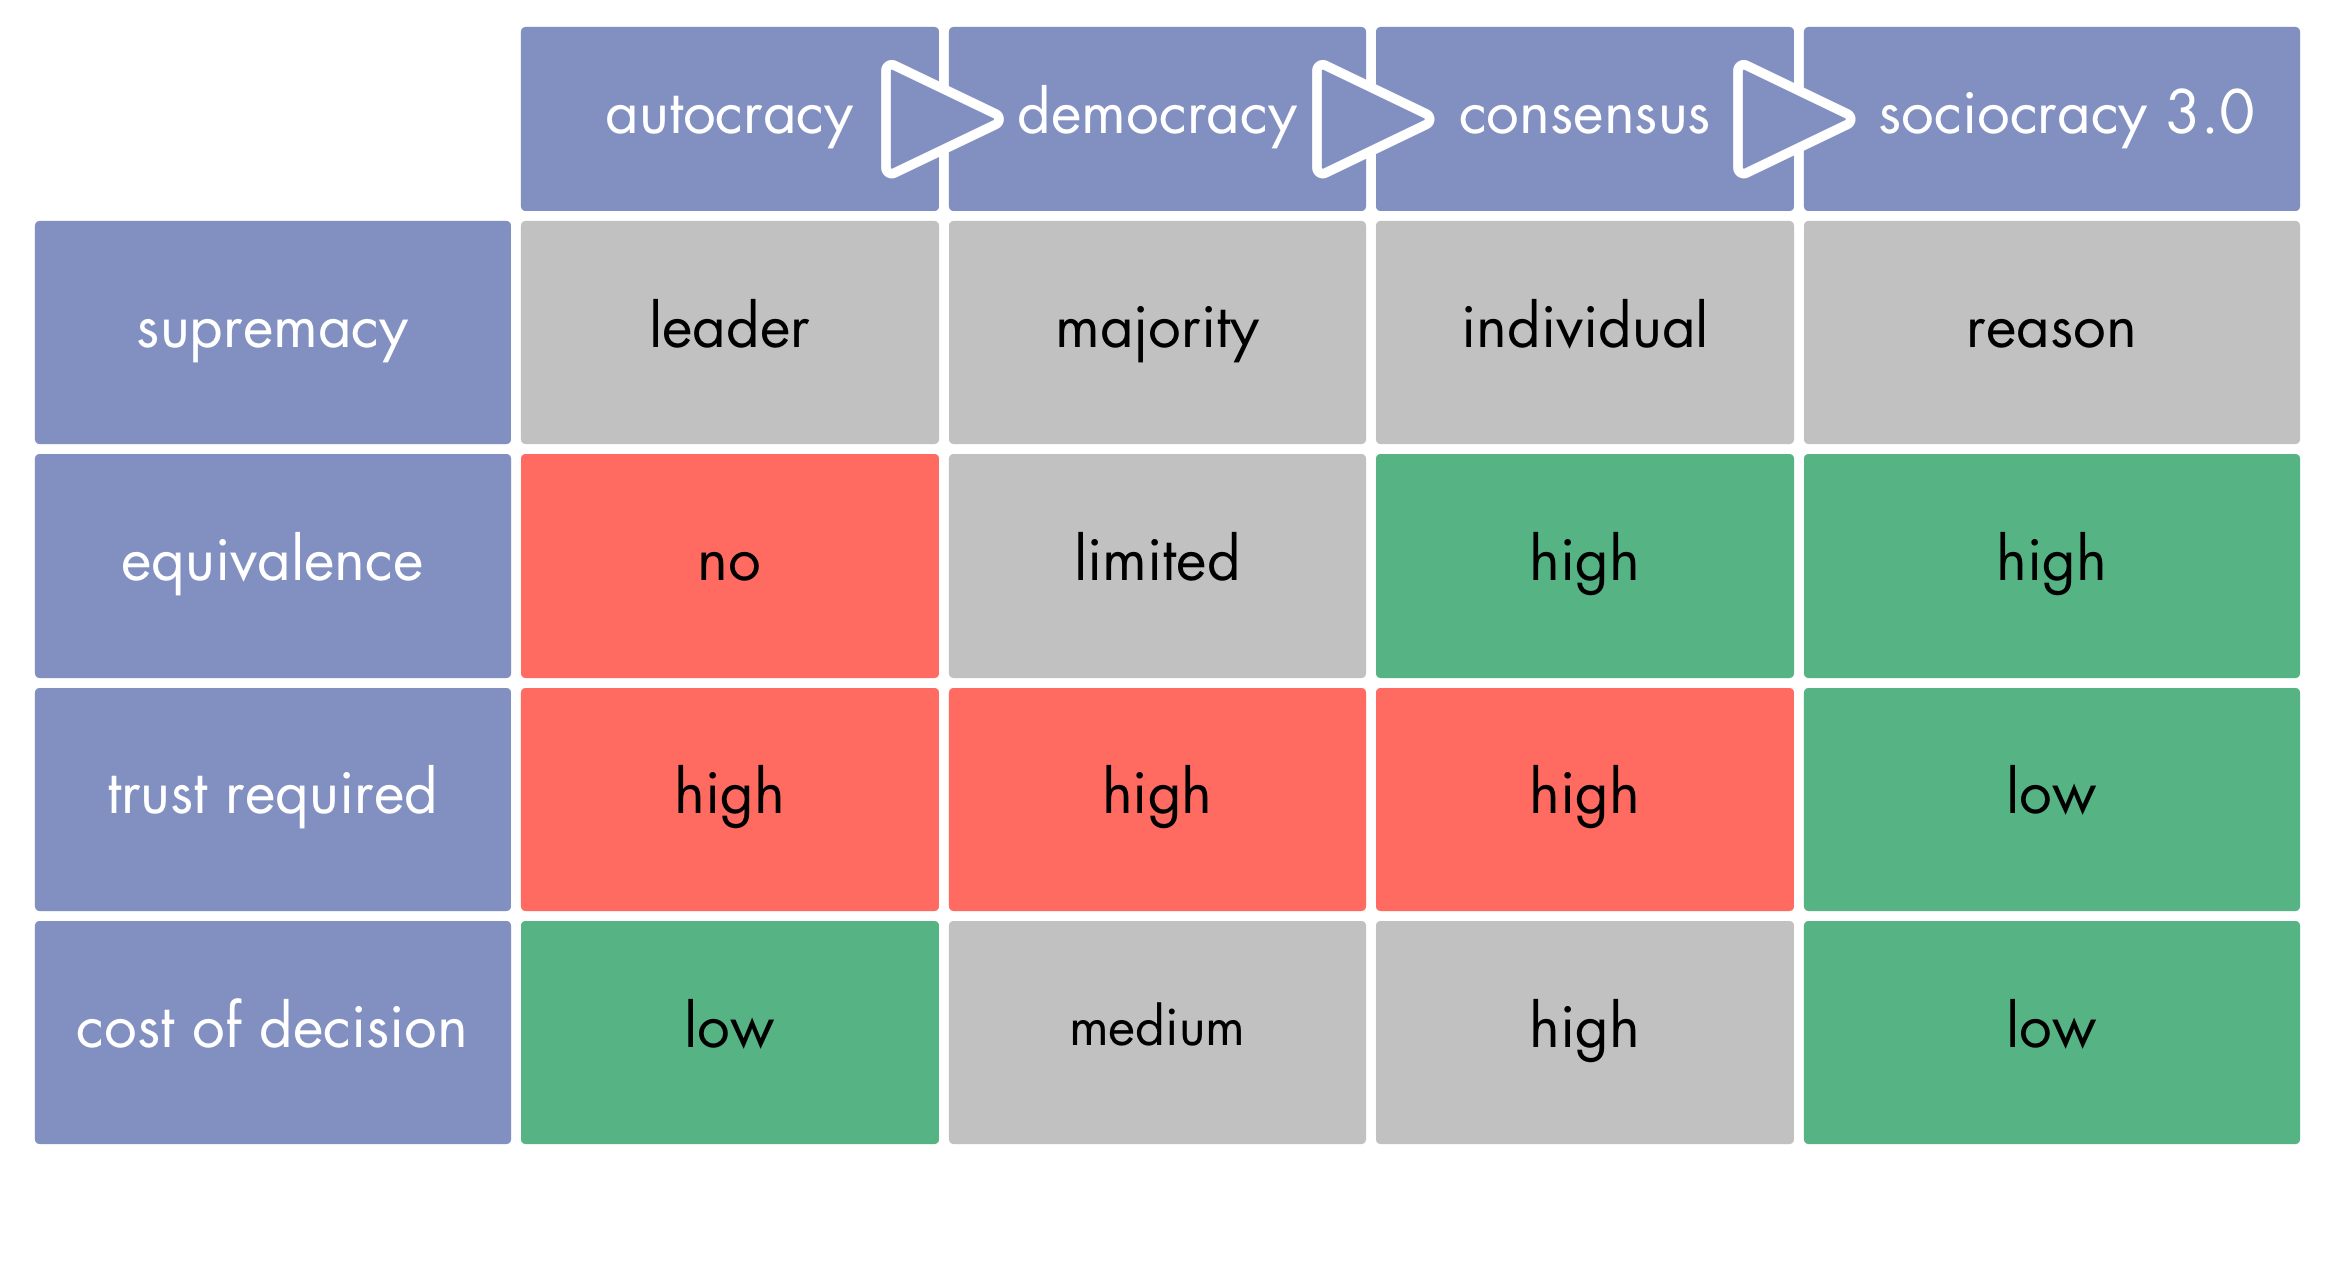 autocracy democracy consensus sociocracy 3.0
supremacy leader majority individual reason
equivalence no limited high high
trust required high high high low
cost of decision low medium high low